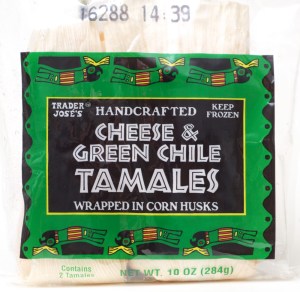 16288 14:39
TRADER JOSE'S
HANDCRAFTED
KEEP FROZEN
CHEESE &
GREEN CHILE
TAMALES
WRAPPED IN CORN HUSKS
Contains
2 Tamales
NET WT. 10 OZ (284g)